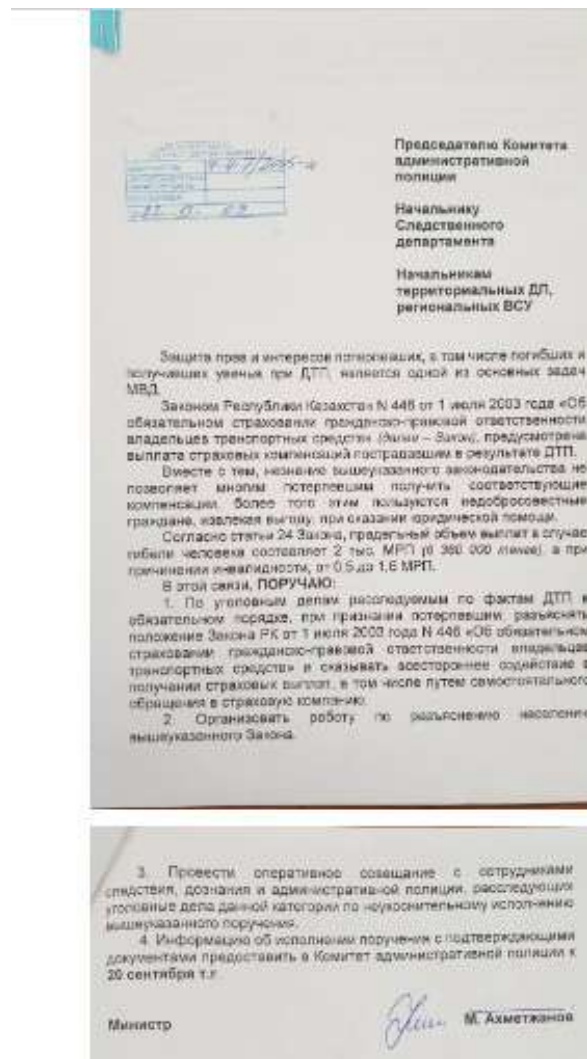 Председателю Комитета
административной
полиции
Начальнику
Следственного
департамента
Начальникам
территориальных ДП,
региональных ВСУ
Защита прав и интересов потерпевших, в том числе погибших и
получивших увечья при ДТП, является одной из основных задач
МВД.
Законом Республики Казахстан N 446 от 1 июля 2003 года «Об
обязательном страховании гражданско-правовой ответственности
владельцев транспортных средств» (далее – Закон), предусмотрена
выплата страховых компенсаций пострадавшим в результате ДТП.
Вместе с тем, незнание вышеуказанного законодательства не
позволяет многим потерпевшим получить соответствующие
компенсации. Более того этим пользуются недобросовестные
граждане, извлекая выгоду при оказании юридической помощи.
Согласно статьи 24 Закона, предельный объем выплат в случае
гибели человека составляет 2 тыс. МРП (6 360 000 тенге), а при
причинении инвалидности, от 0,5 до 1,6 МРП.
В этой связи, ПОРУЧАЮ:
1. По уголовным делам расследуемым по фактам ДТП в
обязательном порядке, при признании потерпевшим, разъяснять
положение Закона РК от 1 июля 2003 года N 446 «Об обязательном
страховании гражданско-правовой ответственности владельцев
транспортных средств» и оказывать всестороннее содействие в
получении страховых выплат, в том числе путем самостоятельного
обращения в страховую компанию.
2. Организовать работу по разъяснению населению
вышеуказанного Закона.
3. Провести оперативное совещание с сотрудниками
следствия, дознания и административной полиции, расследующих
уголовные дела данной категории по неукоснительному исполнению
вышеуказанного поручения.
4. Информацию об исполнении поручения с подтверждающими
документами предоставить в Комитет административной полиции к
20 сентября т.г.
Министр М. Ахметжанов